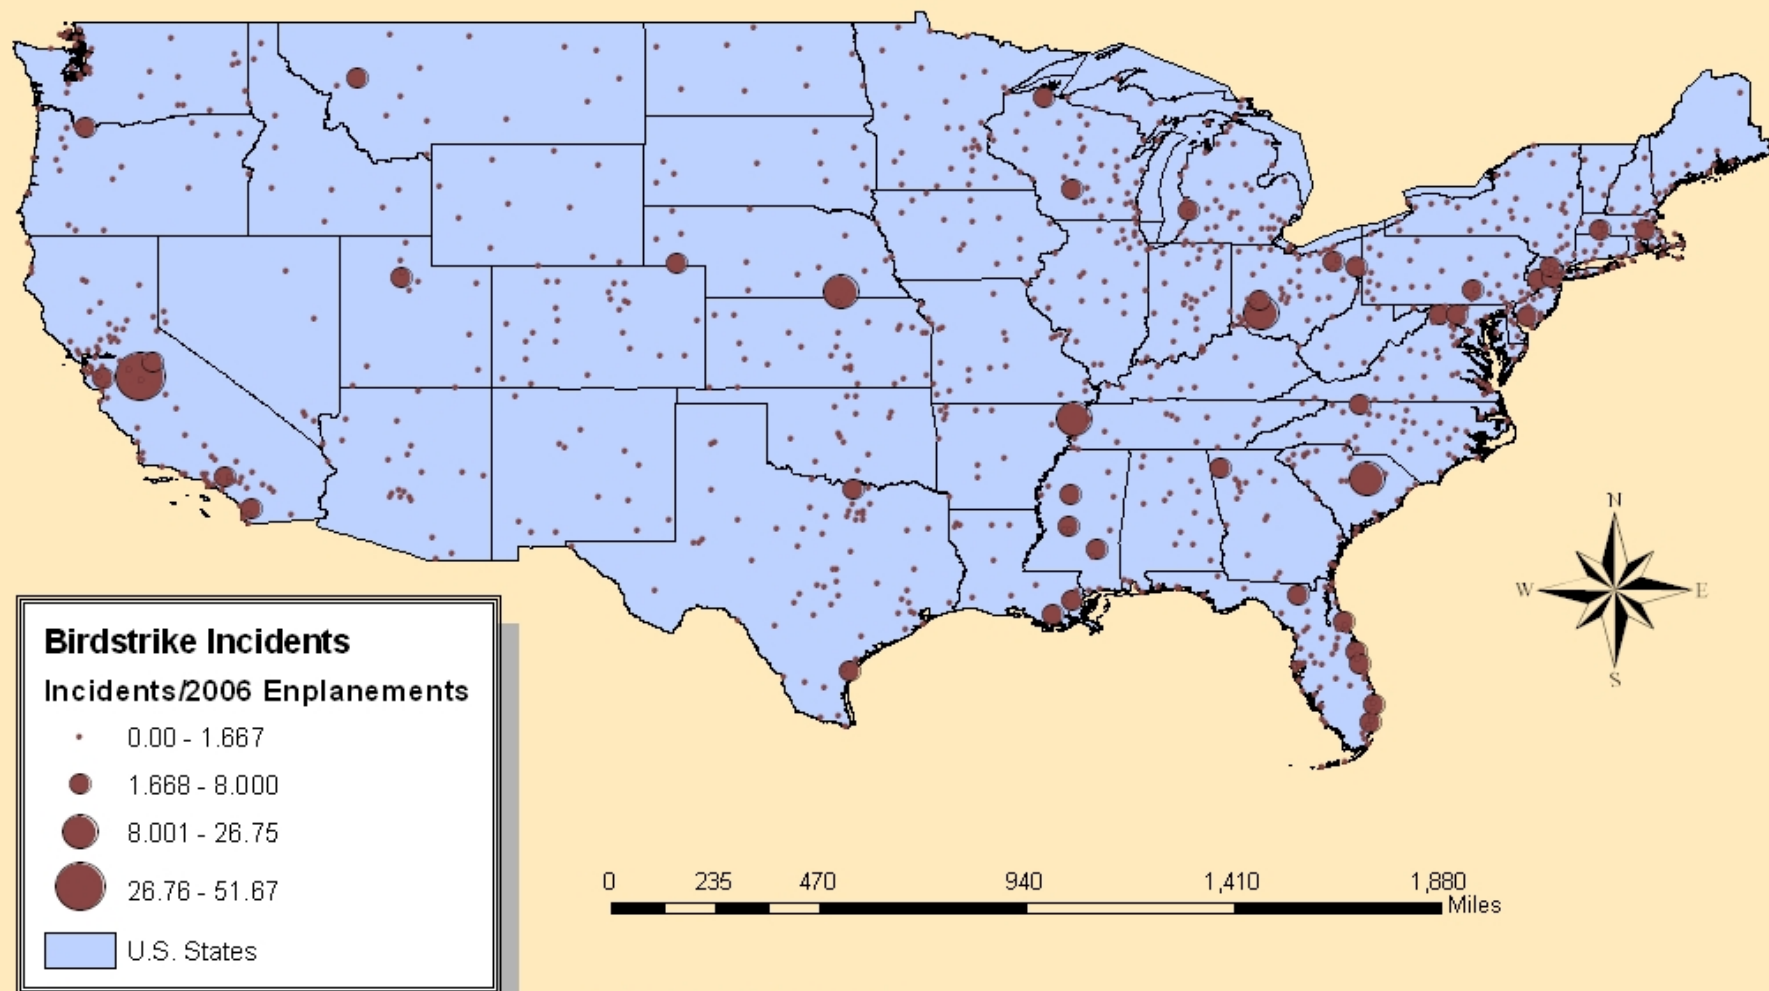 Birdstrike Incidents
Incidents/2006 Enplanements
0.00 - 1.667
1.668 - 8.000
8.001 - 26.75
26.76 - 51.67
U.S. States
0 235 470 940 1,410 1,880
Miles
N
W E
S